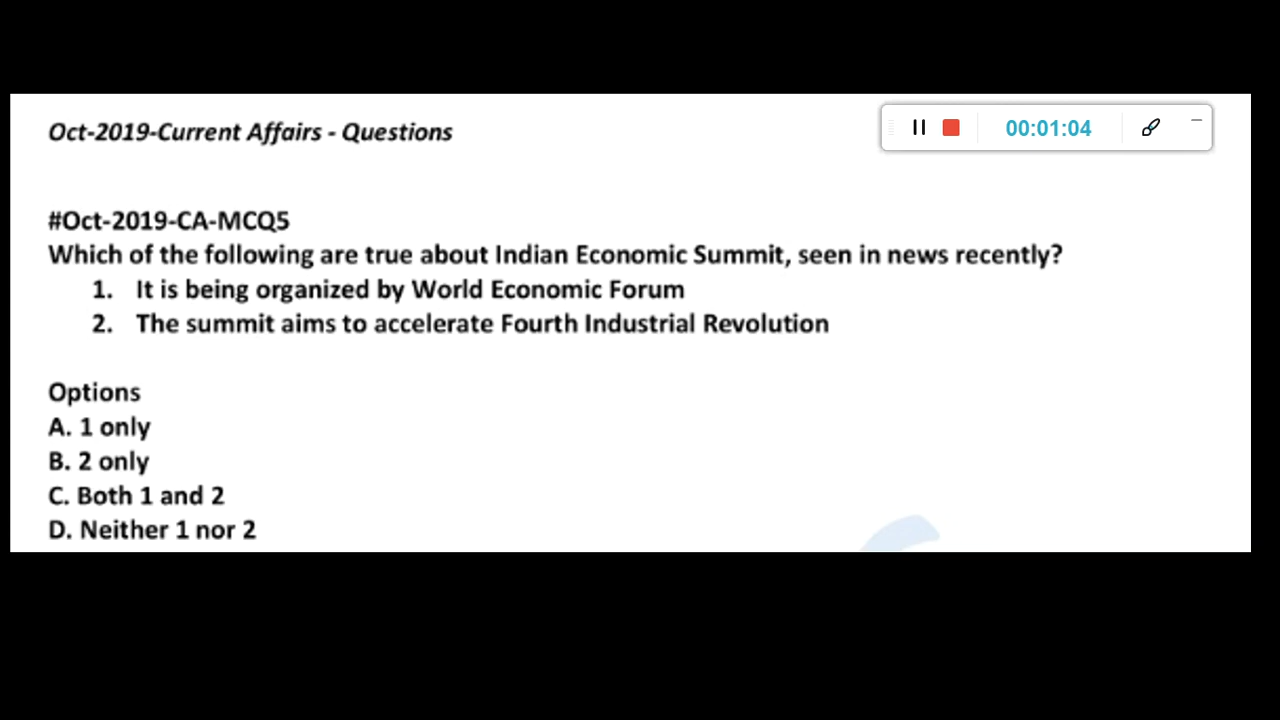 Oct-2019-Current Affairs - Questions
00:01:04
#Oct-2019-CA-MCQ5
Which of the following are true about Indian Economic Summit, seen in news recently?
1. It is being organized by World Economic Forum
2. The summit aims to accelerate Fourth Industrial Revolution
Options
A. 1 only
B. 2 only
C. Both 1 and 2
D. Neither 1 nor 2